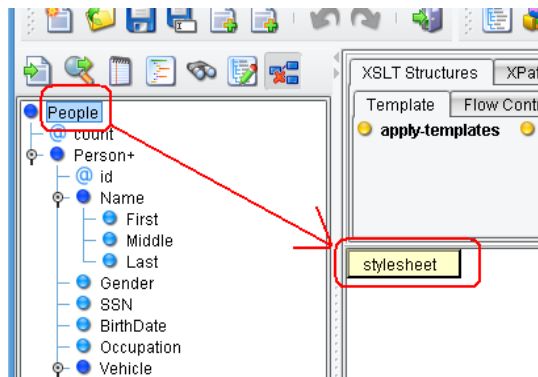 XSLT Structures XPat
Template Flow Contr
apply-templates
People
@ count
Person+
@ id
Name
First
Middle
Last
Gender
SSN
BirthDate
Occupation
Vehicle
stylesheet